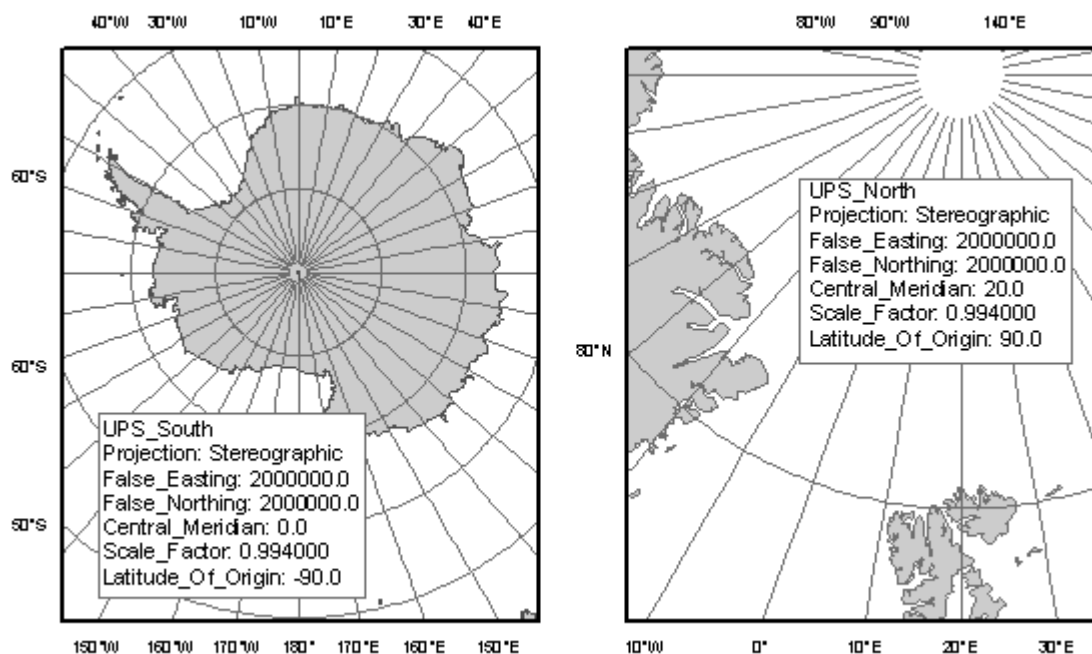 40°W 30°W 10°W 10°E 30°E 40°E
80°W 90°W 140°E
60°S
60°S
50°S
80°N
UPS_South
Projection: Stereographic
False_Easting: 2000000.0
False_Northing: 2000000.0
Central_Meridian: 0.0
Scale_Factor: 0.994000
Latitude_Of_Origin: -90.0
UPS_North
Projection: Stereographic
False_Easting: 2000000.0
False_Northing: 2000000.0
Central_Meridian: 20.0
Scale_Factor: 0.994000
Latitude_Of_Origin: 90.0
150°W 160°W 170°W 180° 170°E 160°E 150°E
10°W 0° 20°E 30°E